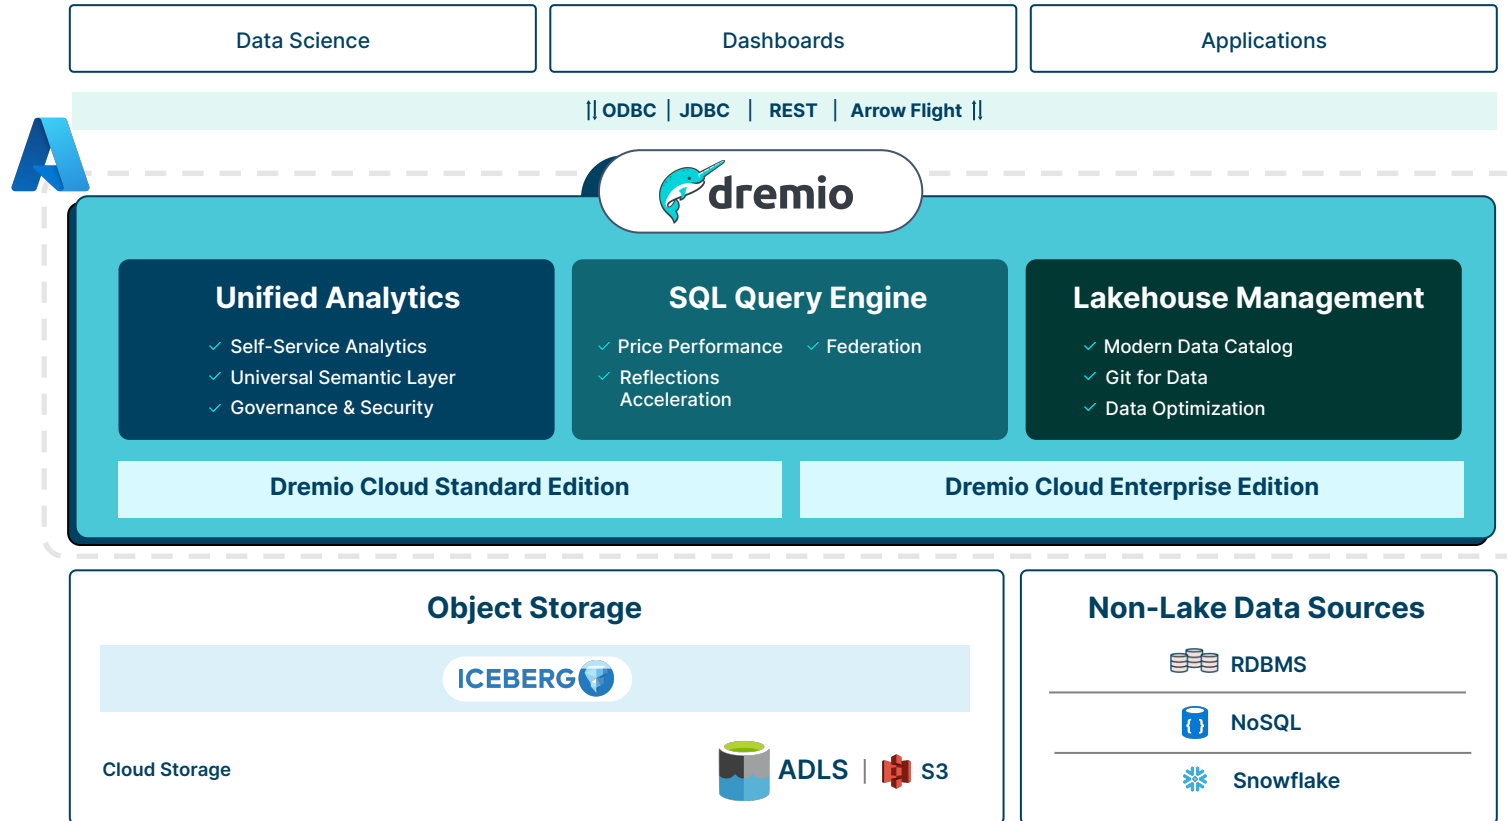 Data Science
Dashboards
Applications
ODBC | JDBC | REST | Arrow Flight
dremio
Unified Analytics
Self-Service Analytics
Universal Semantic Layer
Governance & Security
SQL Query Engine
Price Performance
Federation
Reflections
Acceleration
Lakehouse Management
Modern Data Catalog
Git for Data
Data Optimization
Dremio Cloud Standard Edition
Dremio Cloud Enterprise Edition
Object Storage
ICEBERG
Cloud Storage
ADLS | S3
Non-Lake Data Sources
RDBMS
NoSQL
Snowflake